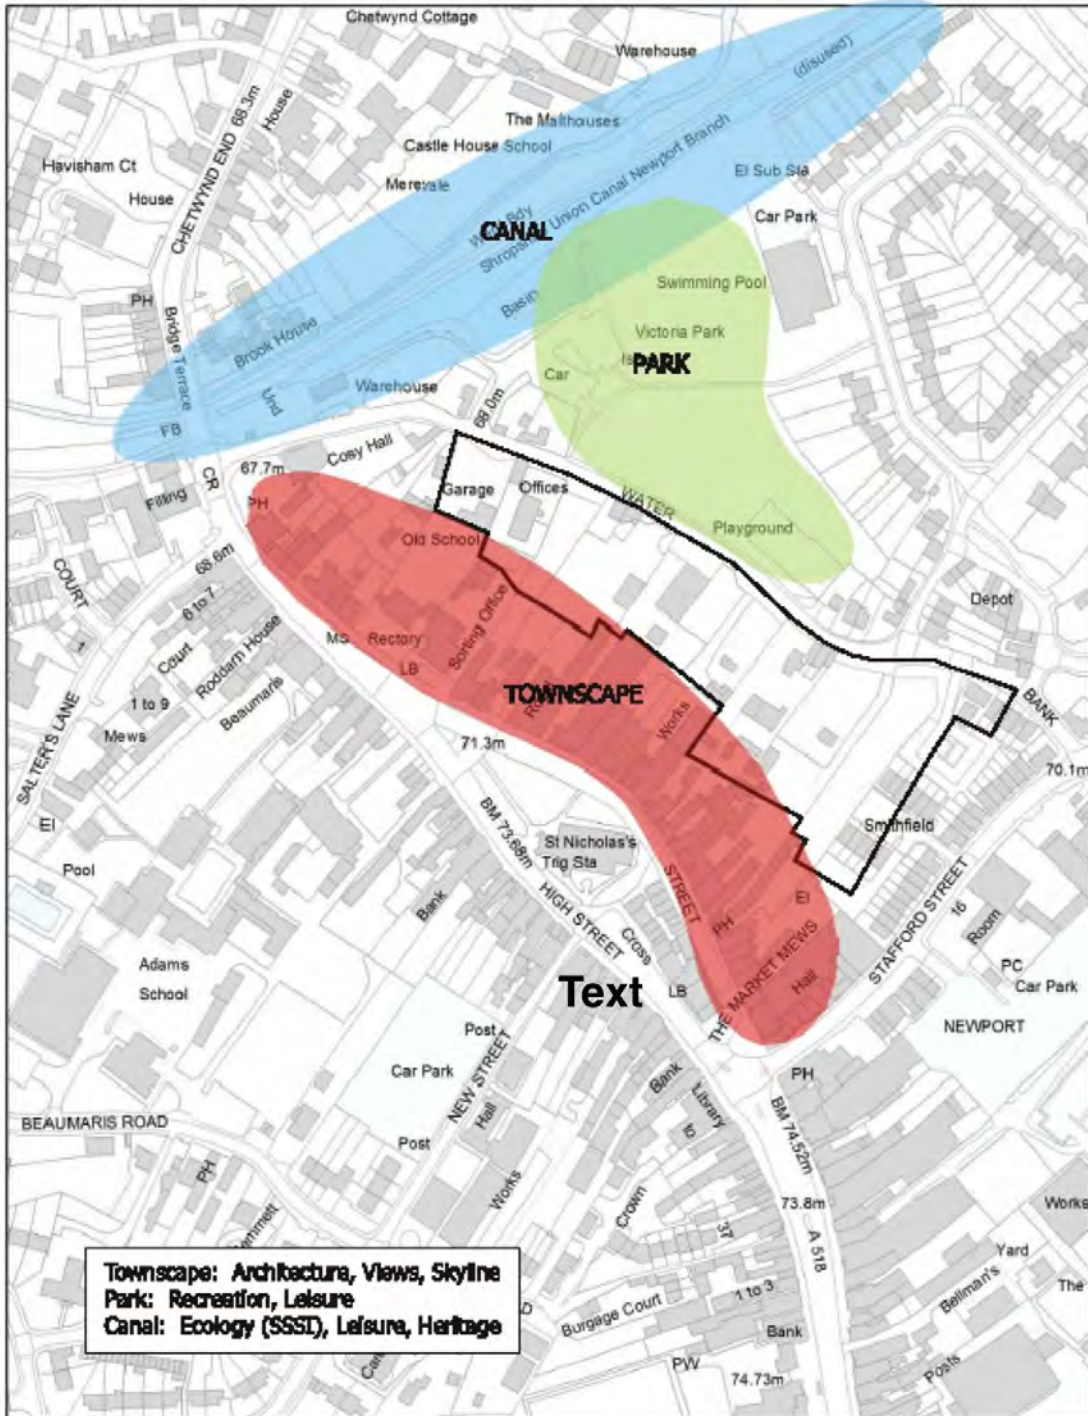 Chetwynd Cottage
Warehouse
(disused)
CHETWYND END 68.3m
House
The Malthouses
Castle House School
Havisham Ct
House
Merevale
El Sub Sta
Car Park
Bdy
CANAL
Shropshire Union Canal Newport Branch
Swimming Pool
PH
Basin
Bridge Terrace
Brook House
Victoria Park
PARK
Car
Warehouse
Und
68.0m
FB
Cosy Hall
67.7m
CR
Filling
PH
Garage
Offices
WATER
Playground
Old School
68.6m
COURT
6 to 7
Depot
1
Sorting Office
MS
Rectory
LB
Court
Roddam House
TOWNSCAPE
1 to 9
Beaumaris
Mews
Works
BANK
71.3m
70.1m
SALTER'S LANE
El
BM 73.68m
Smithfield
St Nicholas's
Trig Sta
Pool
STREET
El
Bank
HIGH STREET
PH
Cross
STAFFORD STREET
16
Room
THE MARKET MEWS
Hall
Adams
School
Text
LB
PC
Car Park
NEWPORT
Post
Car Park
NEW STREET
Hall
Bank
Library
to
PH
BM 74.52m
BEAUMARIS ROAD
Post
PH
Works
Crown
37
73.8m
A 518
Works
Yard
Bellman's
The
Townscape: Architecture, Views, Skyline
Park: Recreation, Leisure
Canal: Ecology (SSSI), Leisure, Heritage
D
Burgage Court
1 to 3
Bank
PW
74.73m
Posts